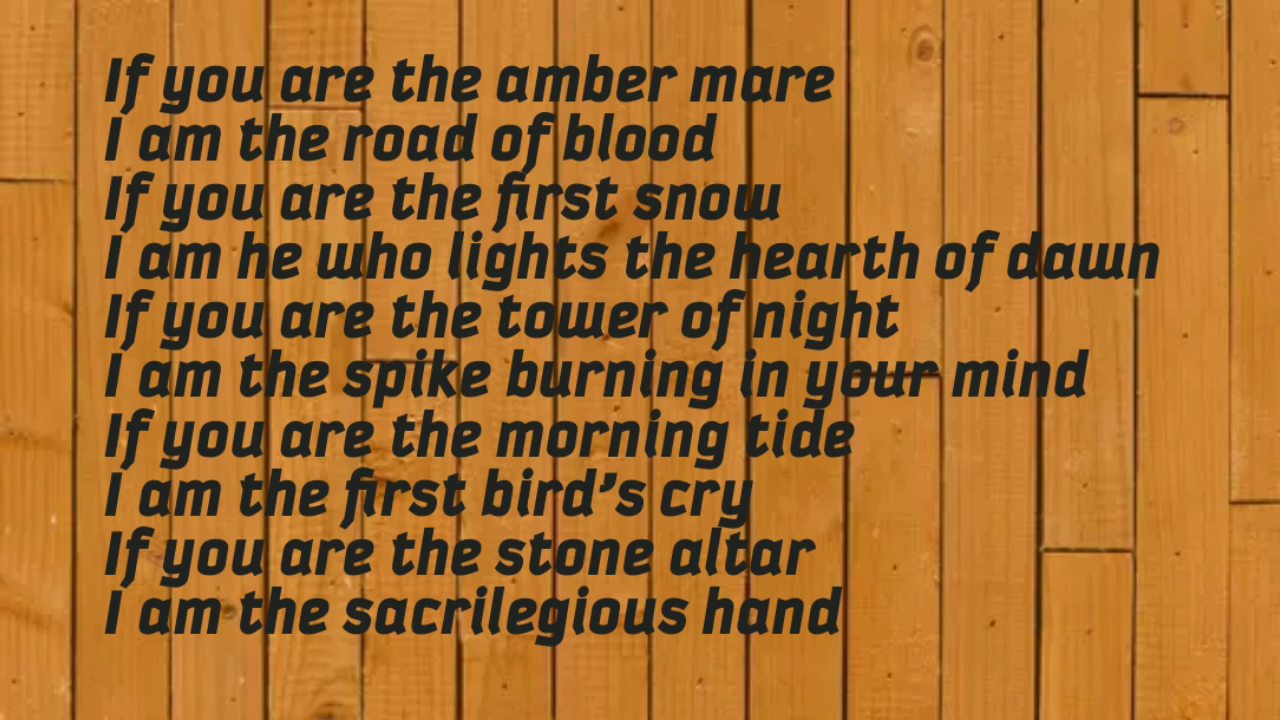 If you are the amber mare
I am the road of blood
If you are the first snow
I am he who lights the hearth of dawn
If you are the tower of night
I am the spike burning in your mind
If you are the morning tide
I am the first bird’s cry
If you are the stone altar
I am the sacrilegious hand